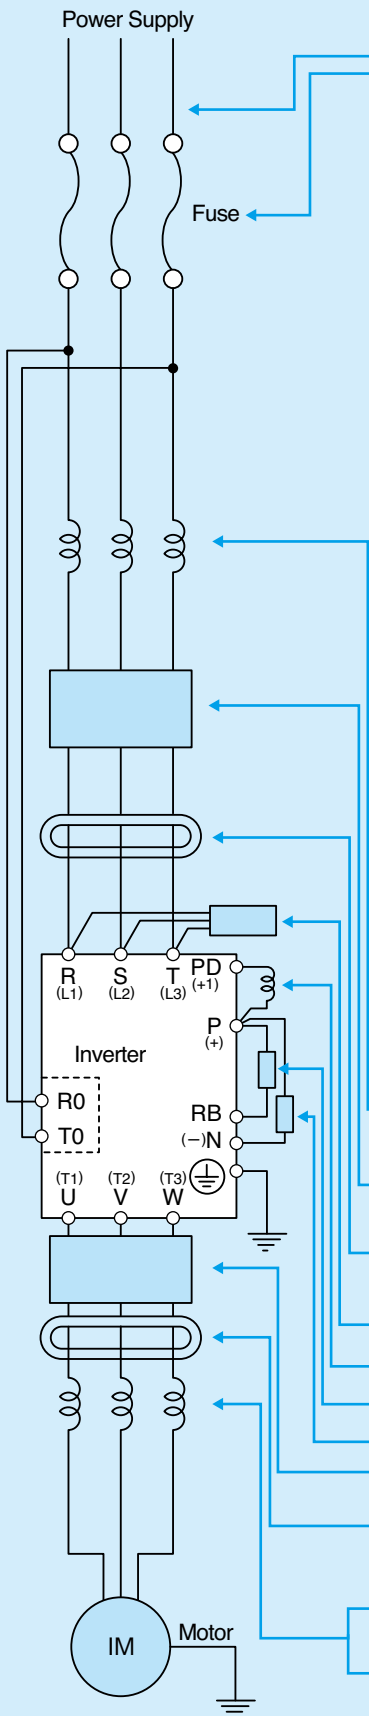 Power Supply
Fuse
R S T PD
(L1) (L2) (L3) (+1)
P
(+)
Inverter
R0
RB
T0
(−)N
(T1) (T2) (T3)
U V W
IM
Motor